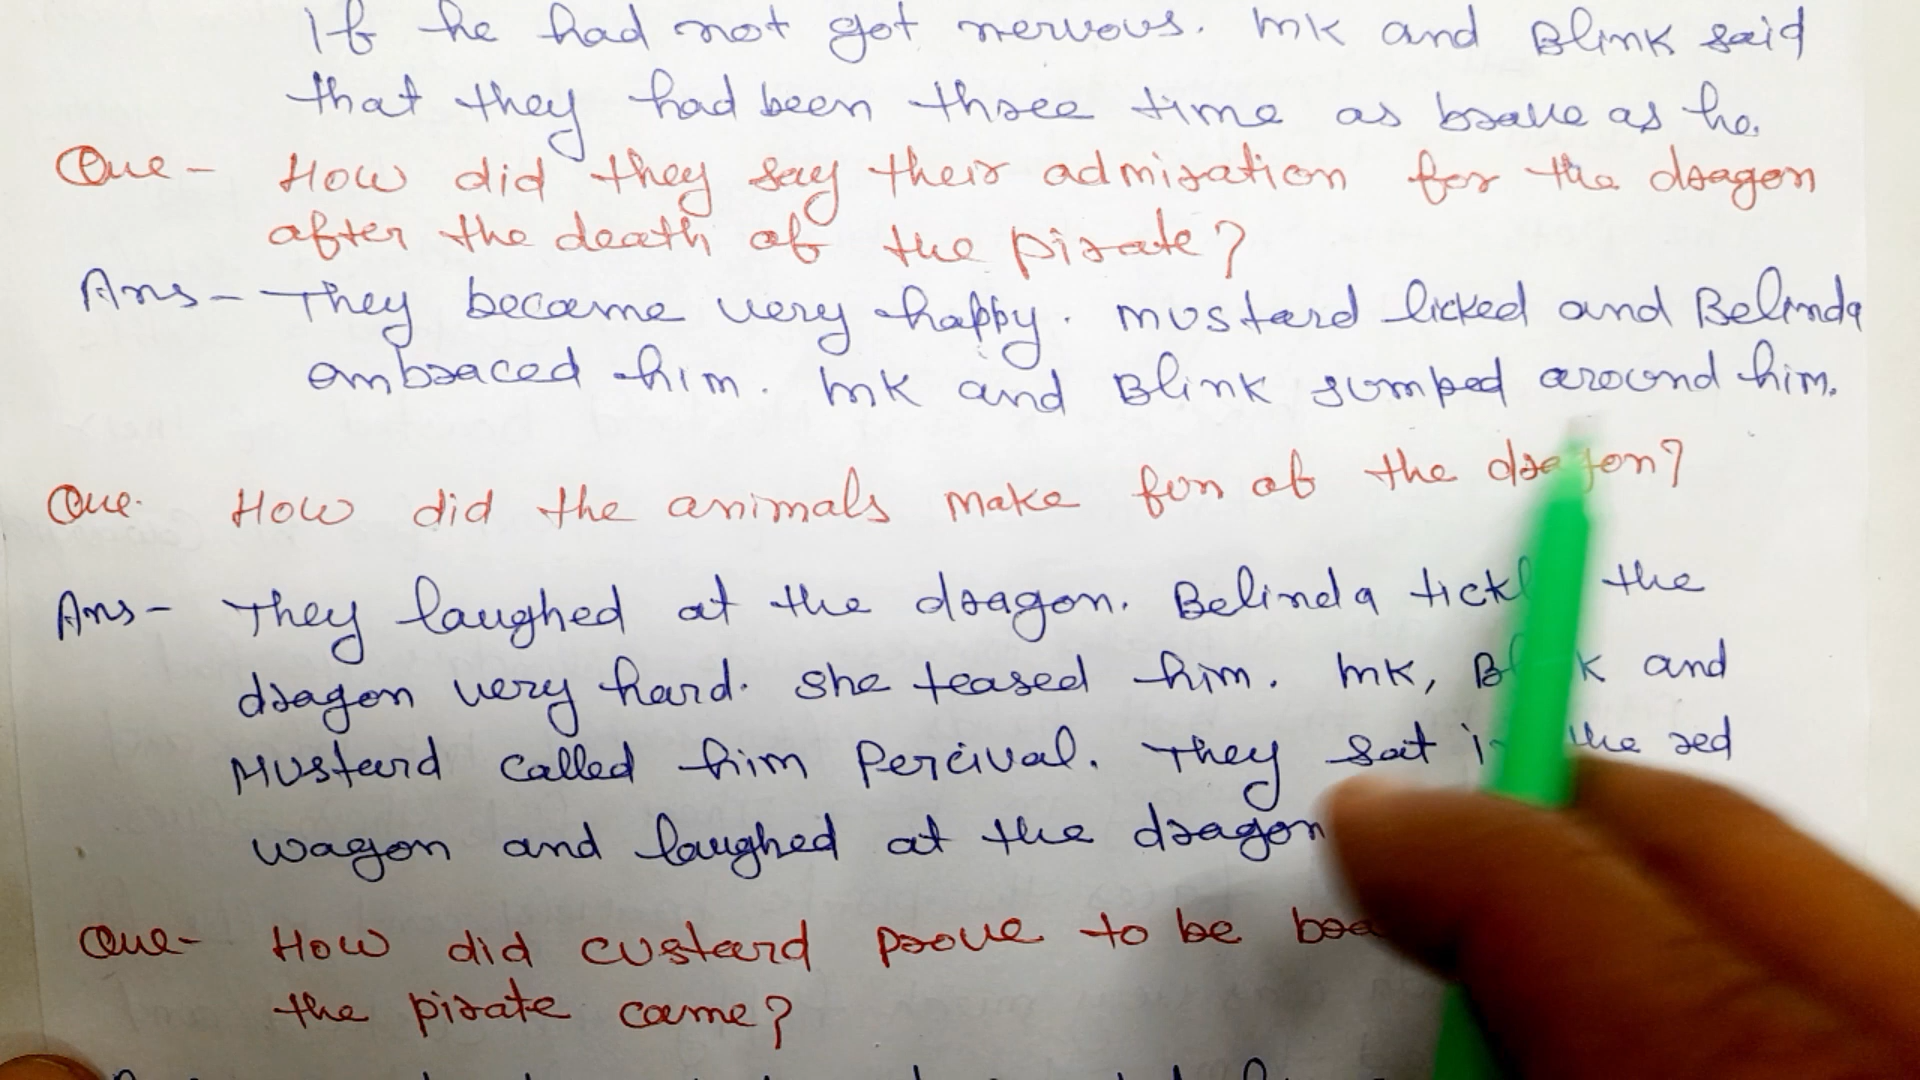 If he had not got nervous. Ink and Blink said
that they had been three time as brave as he.
Que- How did they say their admiration for the dragon
after the death of the pirate?
Ans- They became very happy. Mustard licked and Belinda
embraced him. Ink and Blink jumped around him.
Que. How did the animals make fun of the dragon?
Ans- They laughed at the dragon. Belinda the
dragon very hard. She teased him. Ink, Blink and
Mustard called him Percival. They sat in the red
wagon and laughed at the dragon
Que- How did custard prove to be
the pirate came?